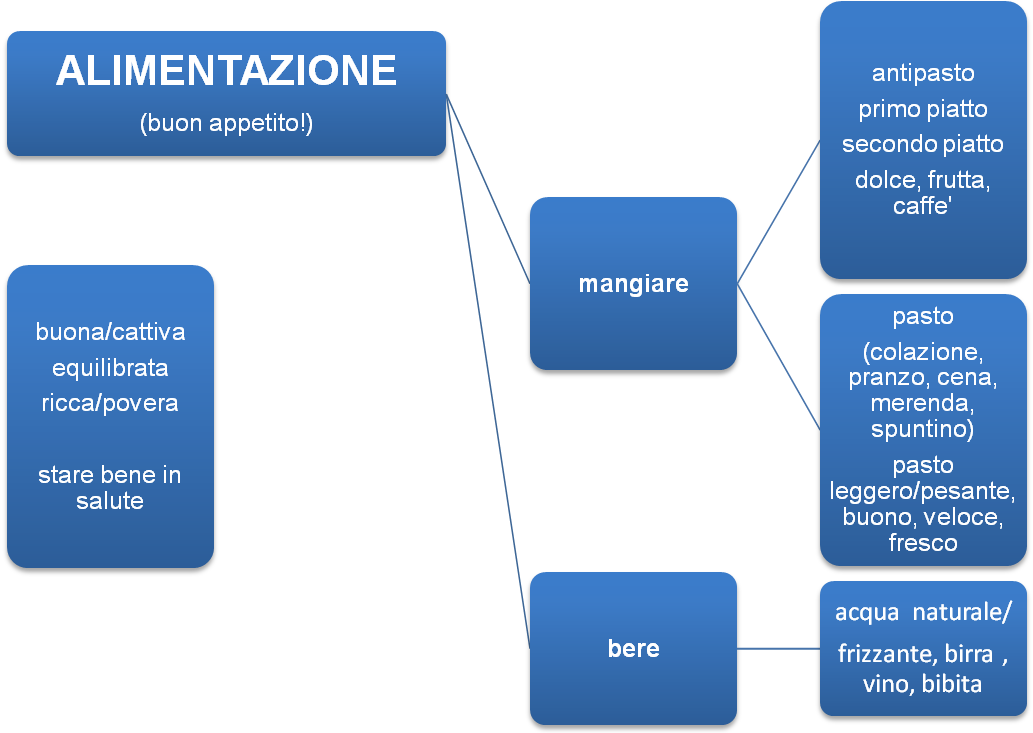 ALIMENTAZIONE
(buon appetito!)
buona/cattiva
equilibrata
ricca/povera
stare bene in
salute
mangiare
bere
antipasto
primo piatto
secondo piatto
dolce, frutta,
caffe'
pasto
(colazione,
pranzo, cena,
merenda,
spuntino)
pasto
leggero/pesante,
buono, veloce,
fresco
acqua  naturale/
frizzante, birra ,
vino, bibita